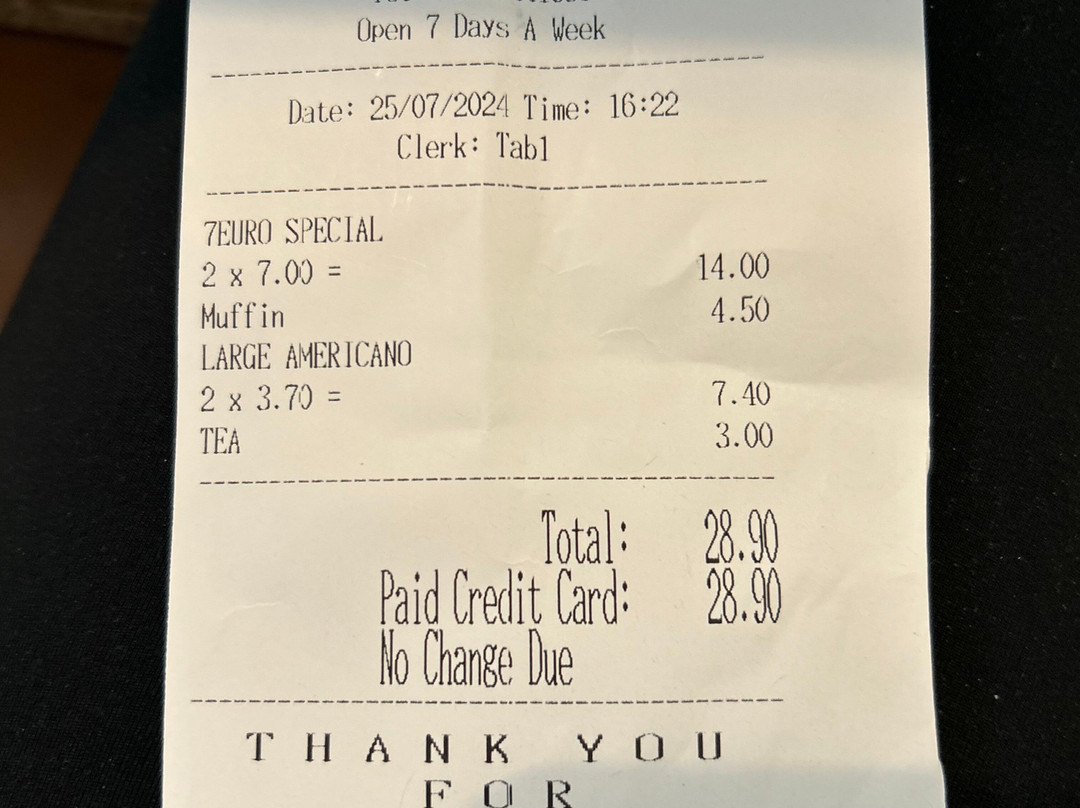 Open 7 Days A Week
Date: 25/07/2024 Time: 16:22
Clerk: Tab1
7EURO SPECIAL
2 x 7.00 = 14.00
Muffin 4.50
LARGE AMERICANO
2 x 3.70 = 7.40
TEA 3.00
Total: 28.90
Paid Credit Card: 28.90
No Change Due
THANK YOU
FOR